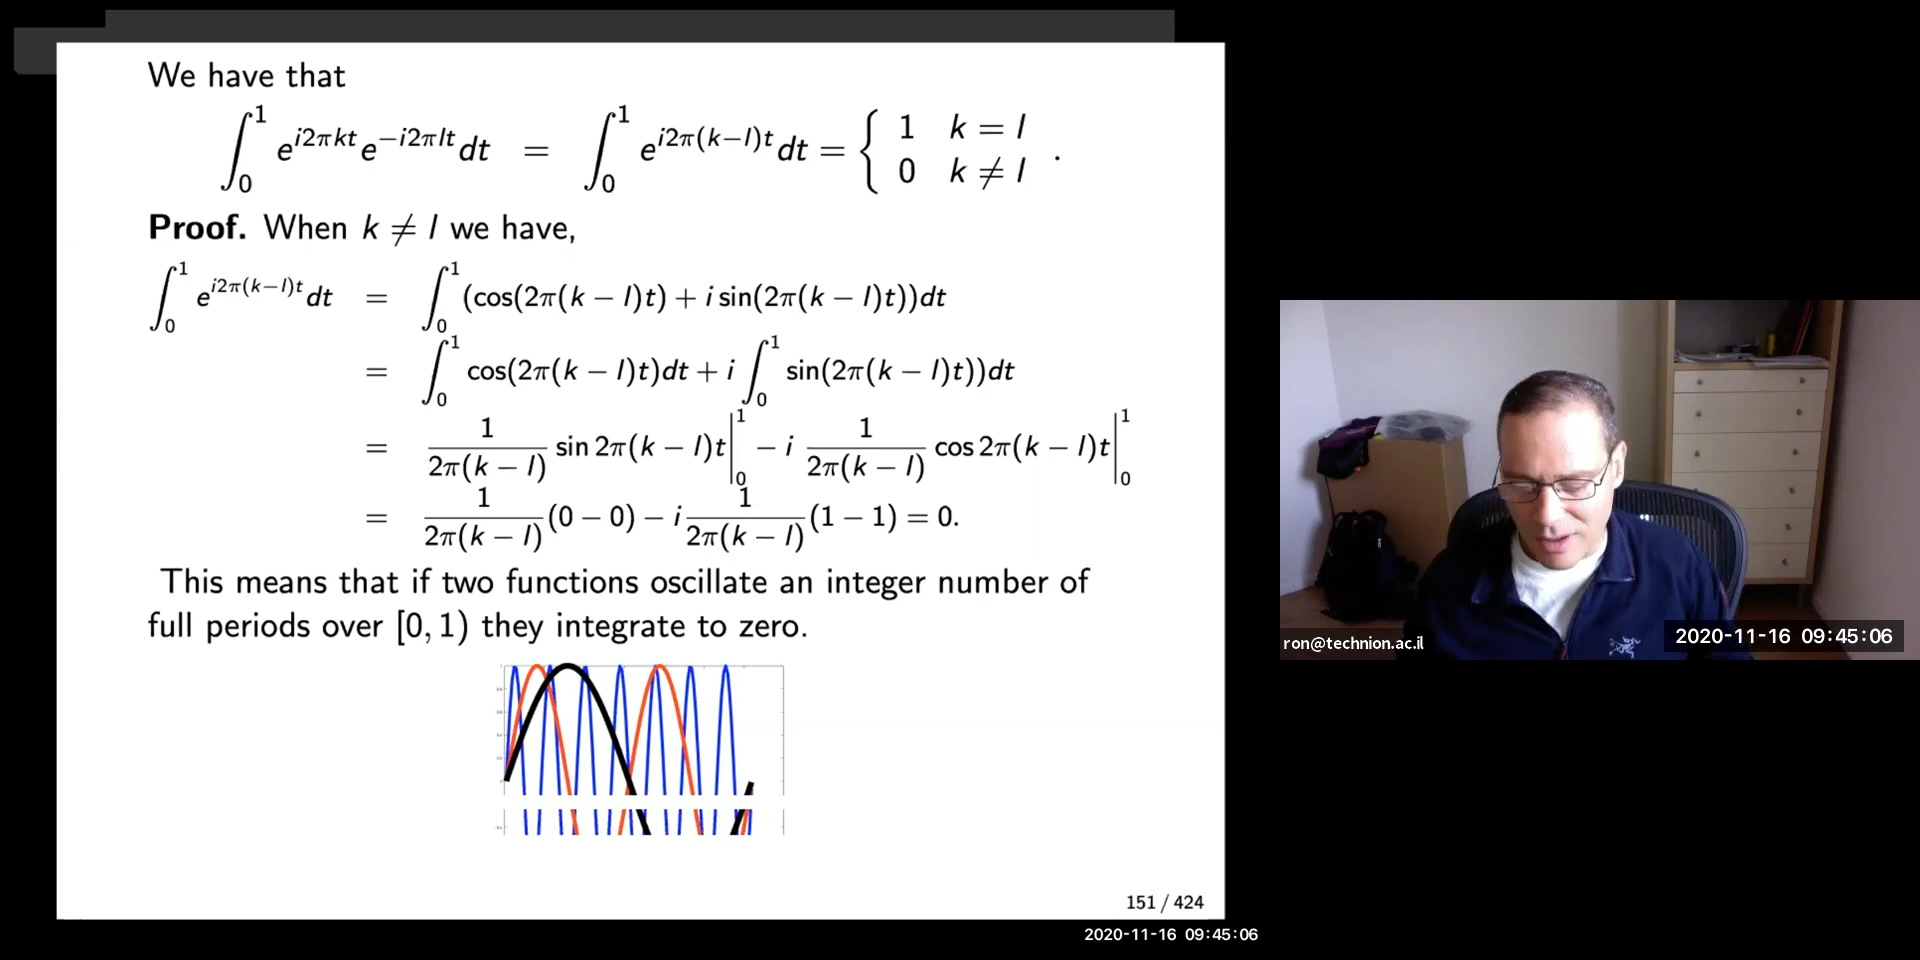 We have that
∫₀¹ e^{i2πkt} e^{−i2πlt} dt = ∫₀¹ e^{i2π(k−l)t} dt = { 1 k = l
0 k ≠ l .
Proof. When k ≠ l we have,
∫₀¹ e^{i2π(k−l)t} dt = ∫₀¹ (cos(2π(k − l)t) + i sin(2π(k − l)t))dt
= ∫₀¹ cos(2π(k − l)t)dt + i ∫₀¹ sin(2π(k − l)t))dt
= 1/(2π(k − l)) sin 2π(k − l)t |₀¹ − i 1/(2π(k − l)) cos 2π(k − l)t |₀¹
= 1/(2π(k − l)) (0 − 0) − i 1/(2π(k − l)) (1 − 1) = 0.
This means that if two functions oscillate an integer number of
full periods over [0, 1) they integrate to zero.
151 / 424
2020-11-16 09:45:06
ron@technion.ac.il
2020-11-16 09:45:06